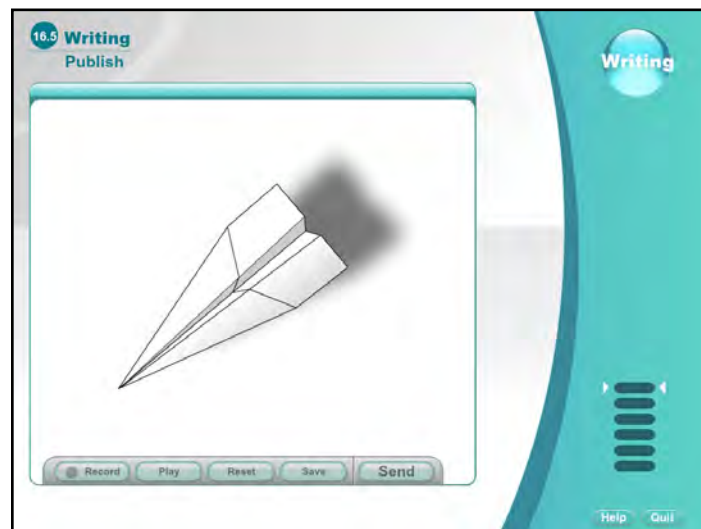 16.5 Writing
Publish
Writing
Record Play Reset Save Send
Help Quit